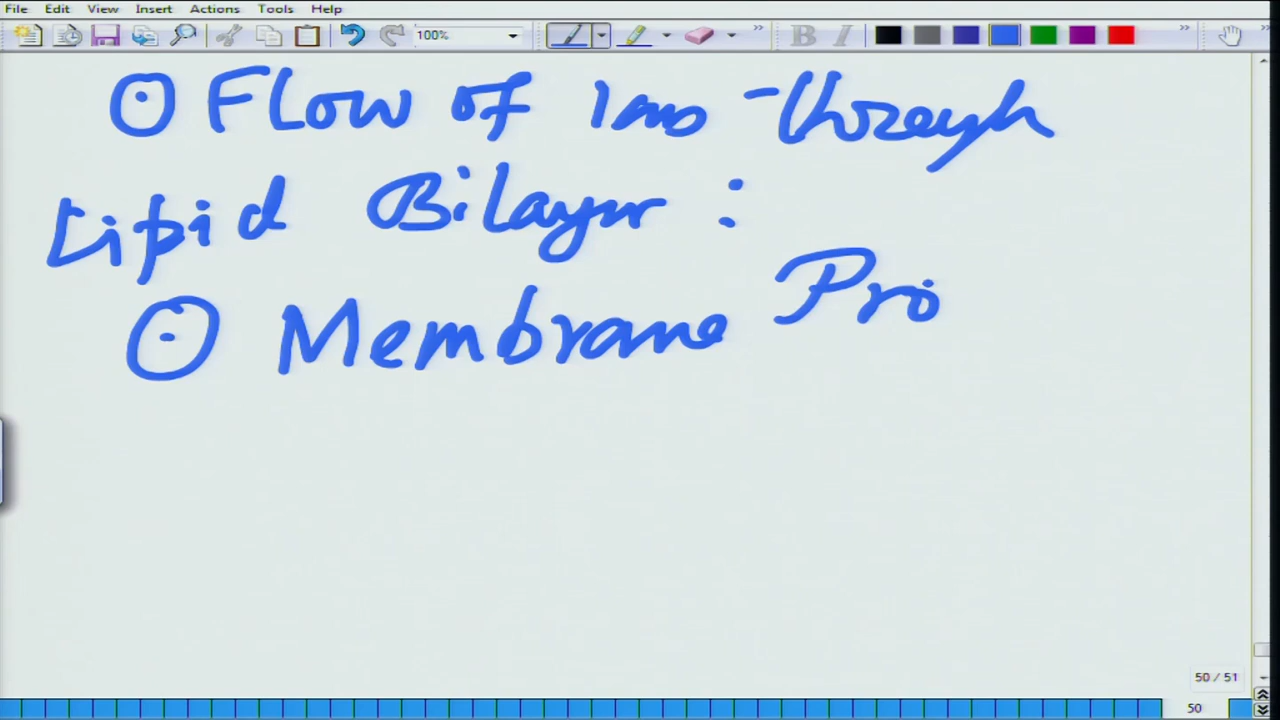 File Edit View Insert Actions Tools Help
100%
B I
⊙ Flow of Ions through
Lipid Bilayer :
⊙ Membrane Pro
50 / 51
50